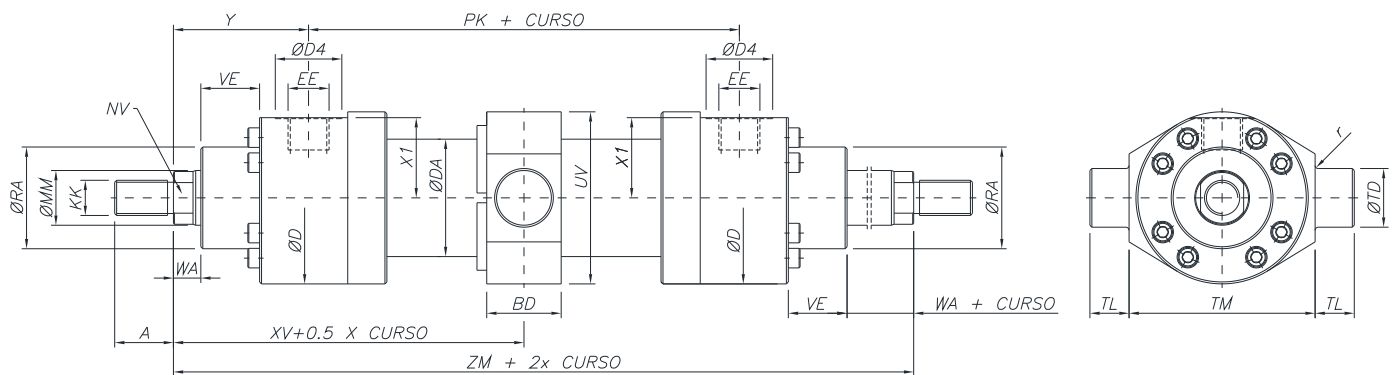 Y
PK + CURSO
ØD4
ØD4
VE
EE
EE
NV
X1
ØDA
UV
X1
r
ØRA
ØMM
KK
ØRA
ØTD
ØD
ØD
WA
BD
VE
WA + CURSO
TL
TM
TL
A
XV+0.5 X CURSO
ZM + 2x CURSO